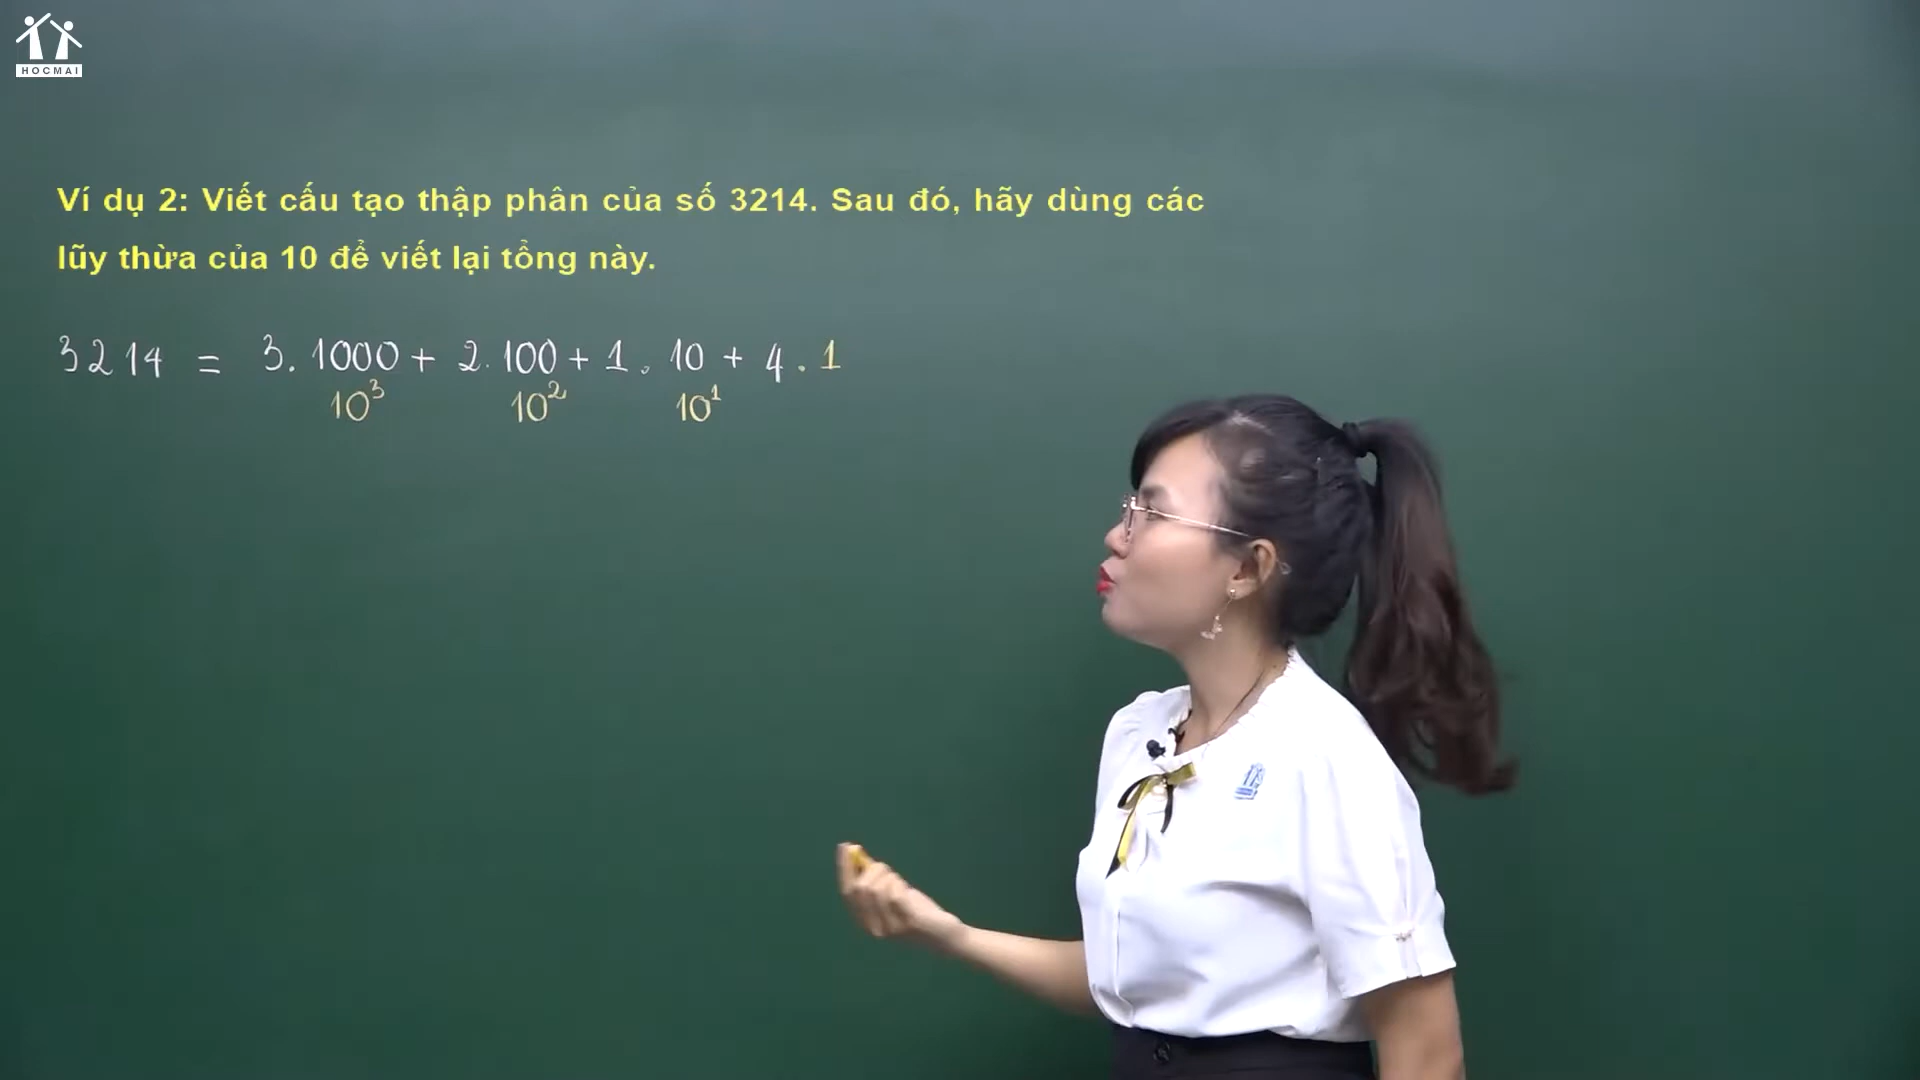 HOCMAI
Ví dụ 2: Viết cấu tạo thập phân của số 3214. Sau đó, hãy dùng các
lũy thừa của 10 để viết lại tổng này.
3214 = 3.1000 + 2.100 + 1.10 + 4.1
10³ 10² 10¹